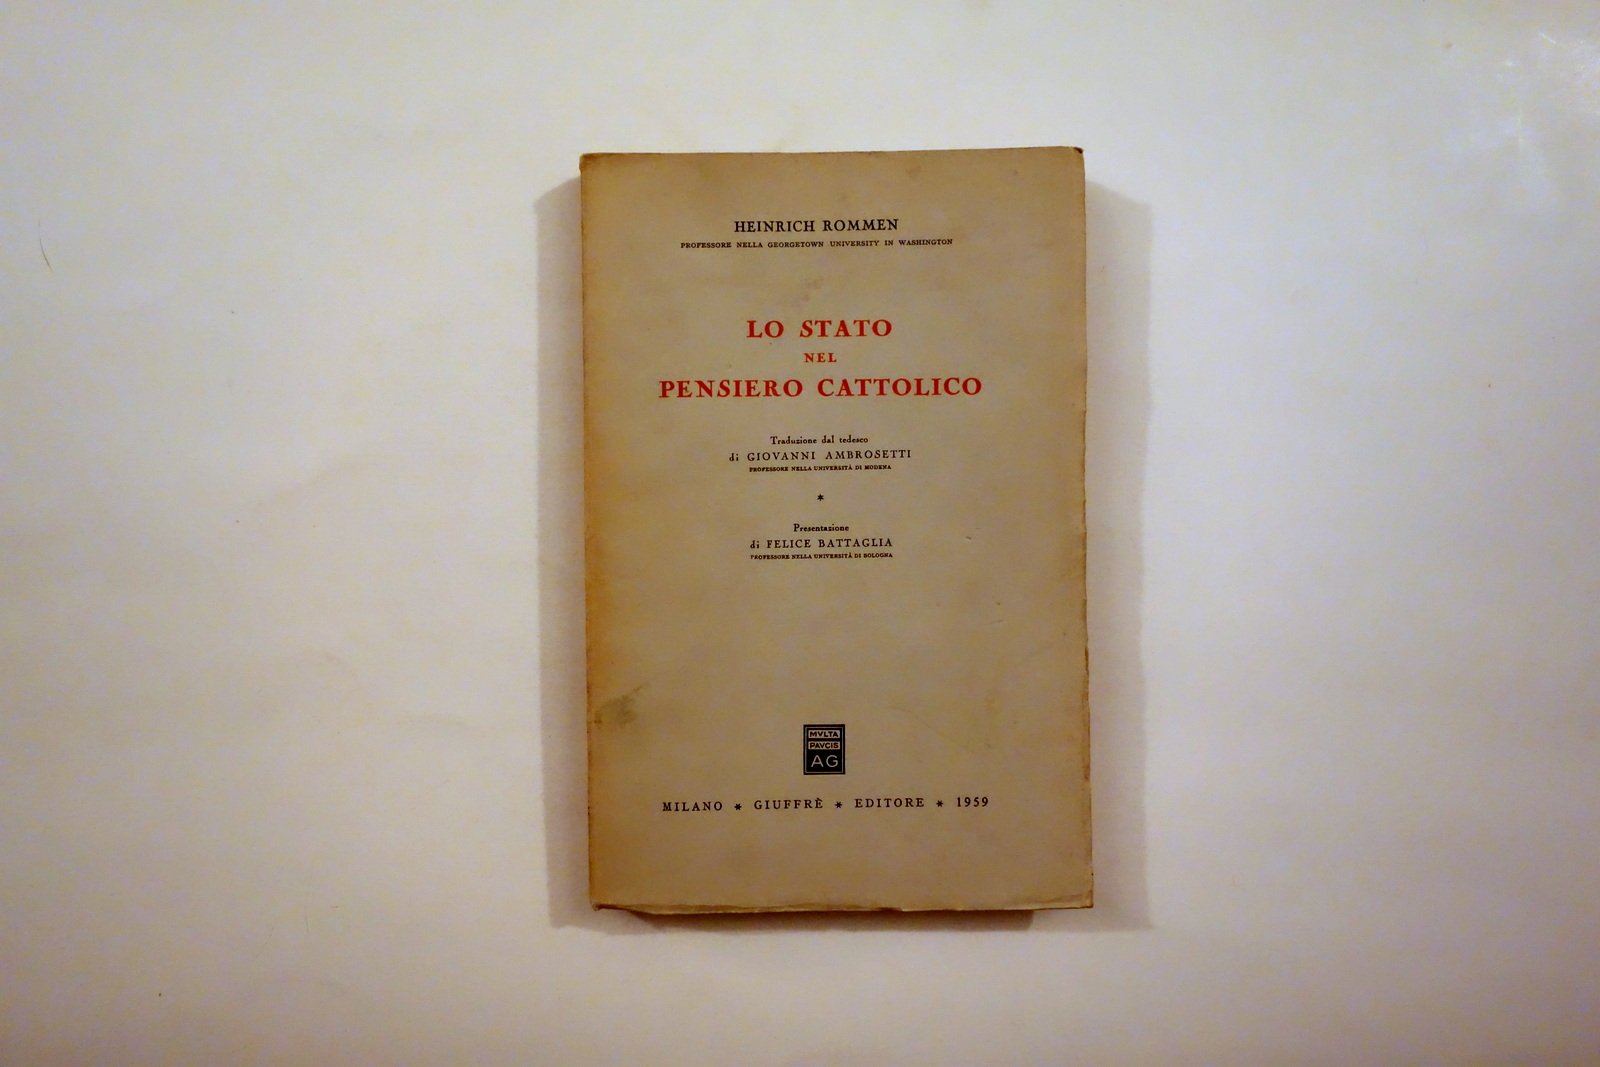 HEINRICH ROMMEN
PROFESSORE NELLA GEORGETOWN UNIVERSITY IN WASHINGTON
LO STATO
NEL
PENSIERO CATTOLICO
Traduzione dal tedesco
di GIOVANNI AMBROSETTI
PROFESSORE NELLA UNIVERSITÀ DI MODENA
*
Presentazione
di FELICE BATTAGLIA
PROFESSORE NELLA UNIVERSITÀ DI BOLOGNA
MVLTA
PAVCIS
AG
MILANO * GIUFFRÈ * EDITORE * 1959